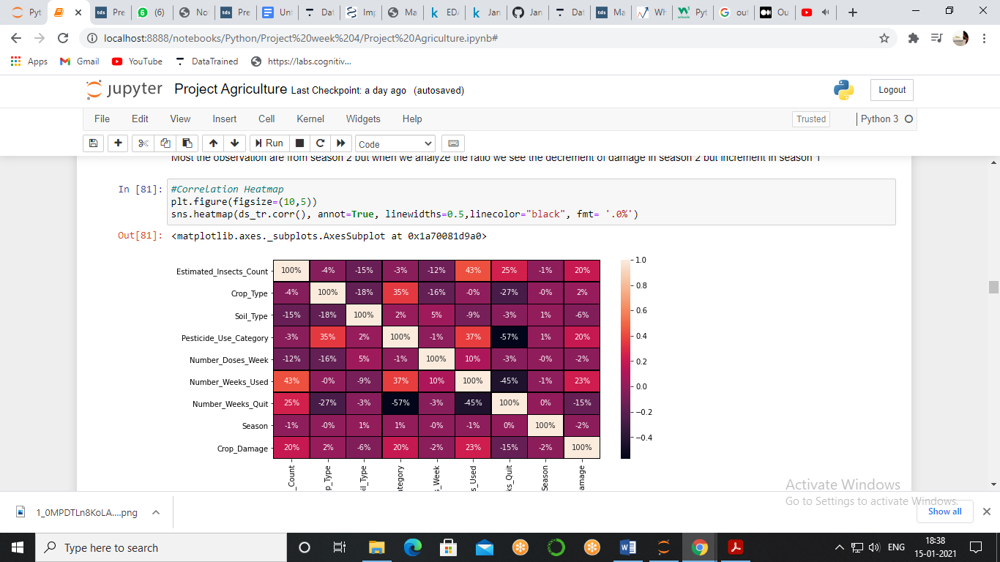 Pyt
Pre
6 (6)
No
Pre
Unt
Dat
Imp
Ma
EDA
Jan
Jan
Dat
Ma
Wh
Pyt
out
Ou
localhost:8888/notebooks/Python/Project%20week%204/Project%20Agriculture.ipynb#
Apps Gmail YouTube DataTrained https://labs.cognitiv...
jupyter Project Agriculture Last Checkpoint: a day ago (autosaved)
Logout
File Edit View Insert Cell Kernel Widgets Help
Trusted
Python 3
Run
Code
Most the observation are from season 2 but when we analyze the ratio we see the decrement of damage in season 2 but increment in season 1
In [81]: #Correlation Heatmap
plt.figure(figsize=(10,5))
sns.heatmap(ds_tr.corr(), annot=True, linewidths=0.5,linecolor="black", fmt= '.0%')
Out[81]: <matplotlib.axes._subplots.AxesSubplot at 0x1a70081d9a0>
Estimated_Insects_Count 100% -4% -15% -3% -12% 43% 25% -1% 20%
Crop_Type -4% 100% -18% 35% -16% -0% -27% -0% 2%
Soil_Type -15% -18% 100% 2% 5% -9% -3% 1% -6%
Pesticide_Use_Category -3% 35% 2% 100% -1% 37% -57% 1% 20%
Number_Doses_Week -12% -16% 5% -1% 100% 10% -3% -0% -2%
Number_Weeks_Used 43% -0% -9% 37% 10% 100% -45% -1% 23%
Number_Weeks_Quit 25% -27% -3% -57% -3% -45% 100% 0% -15%
Season -1% -0% 1% 1% -0% -1% 0% 100% -2%
Crop_Damage 20% 2% -6% 20% -2% 23% -15% -2% 100%
1.0
0.8
0.6
0.4
0.2
0.0
−0.2
−0.4
_Count
p_Type
il_Type
ategory
s_Week
s_Used
ks_Quit
Season
amage
Activate Windows
Go to Settings to activate Windows.
1_0MPDTLn8KoLA....png
Show all
Type here to search
ENG
18:38
15-01-2021